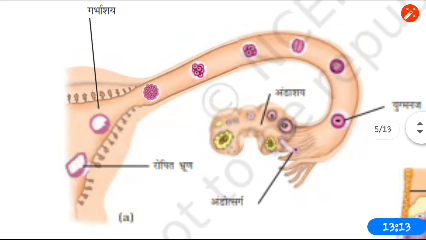 गर्भाशय
अंडाशय
युग्मनज
5/13
रोपित भ्रूण
अंडोत्सर्ग
(a)
13:13